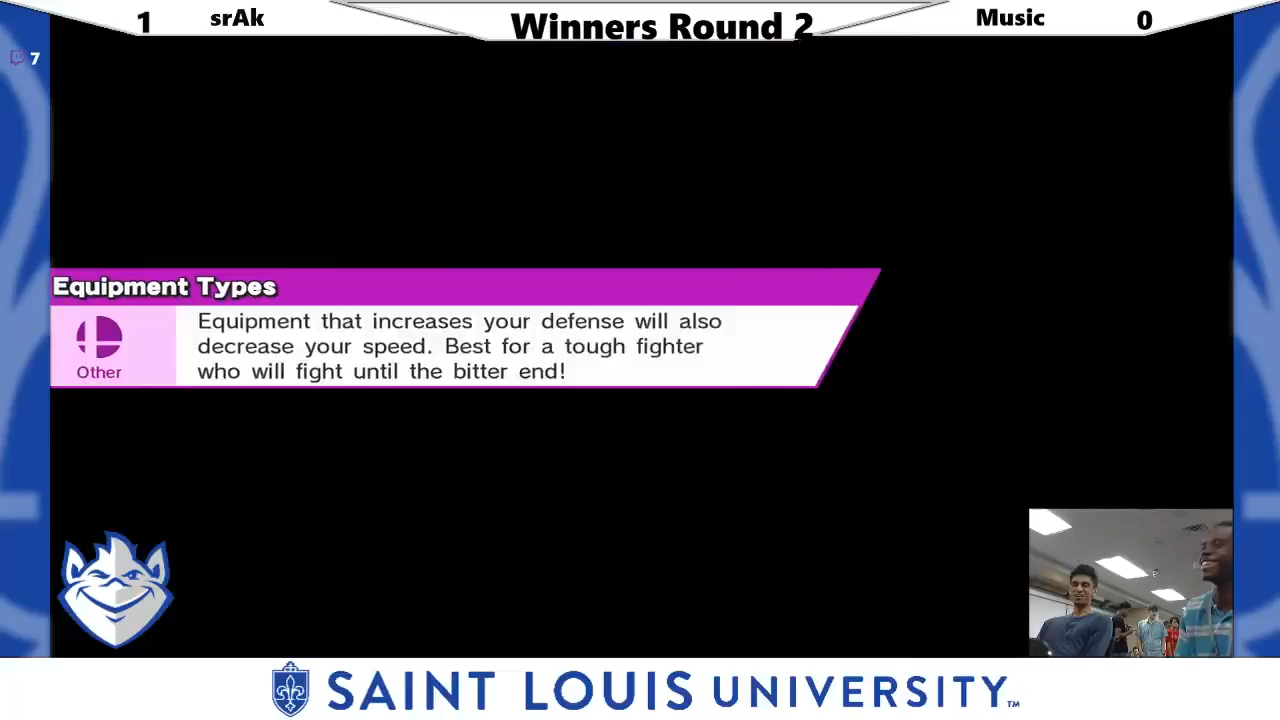 1 srAk Winners Round 2 Music 0
7
Equipment Types
Equipment that increases your defense will also
decrease your speed. Best for a tough fighter
who will fight until the bitter end!
Other
SAINT LOUIS UNIVERSITY™